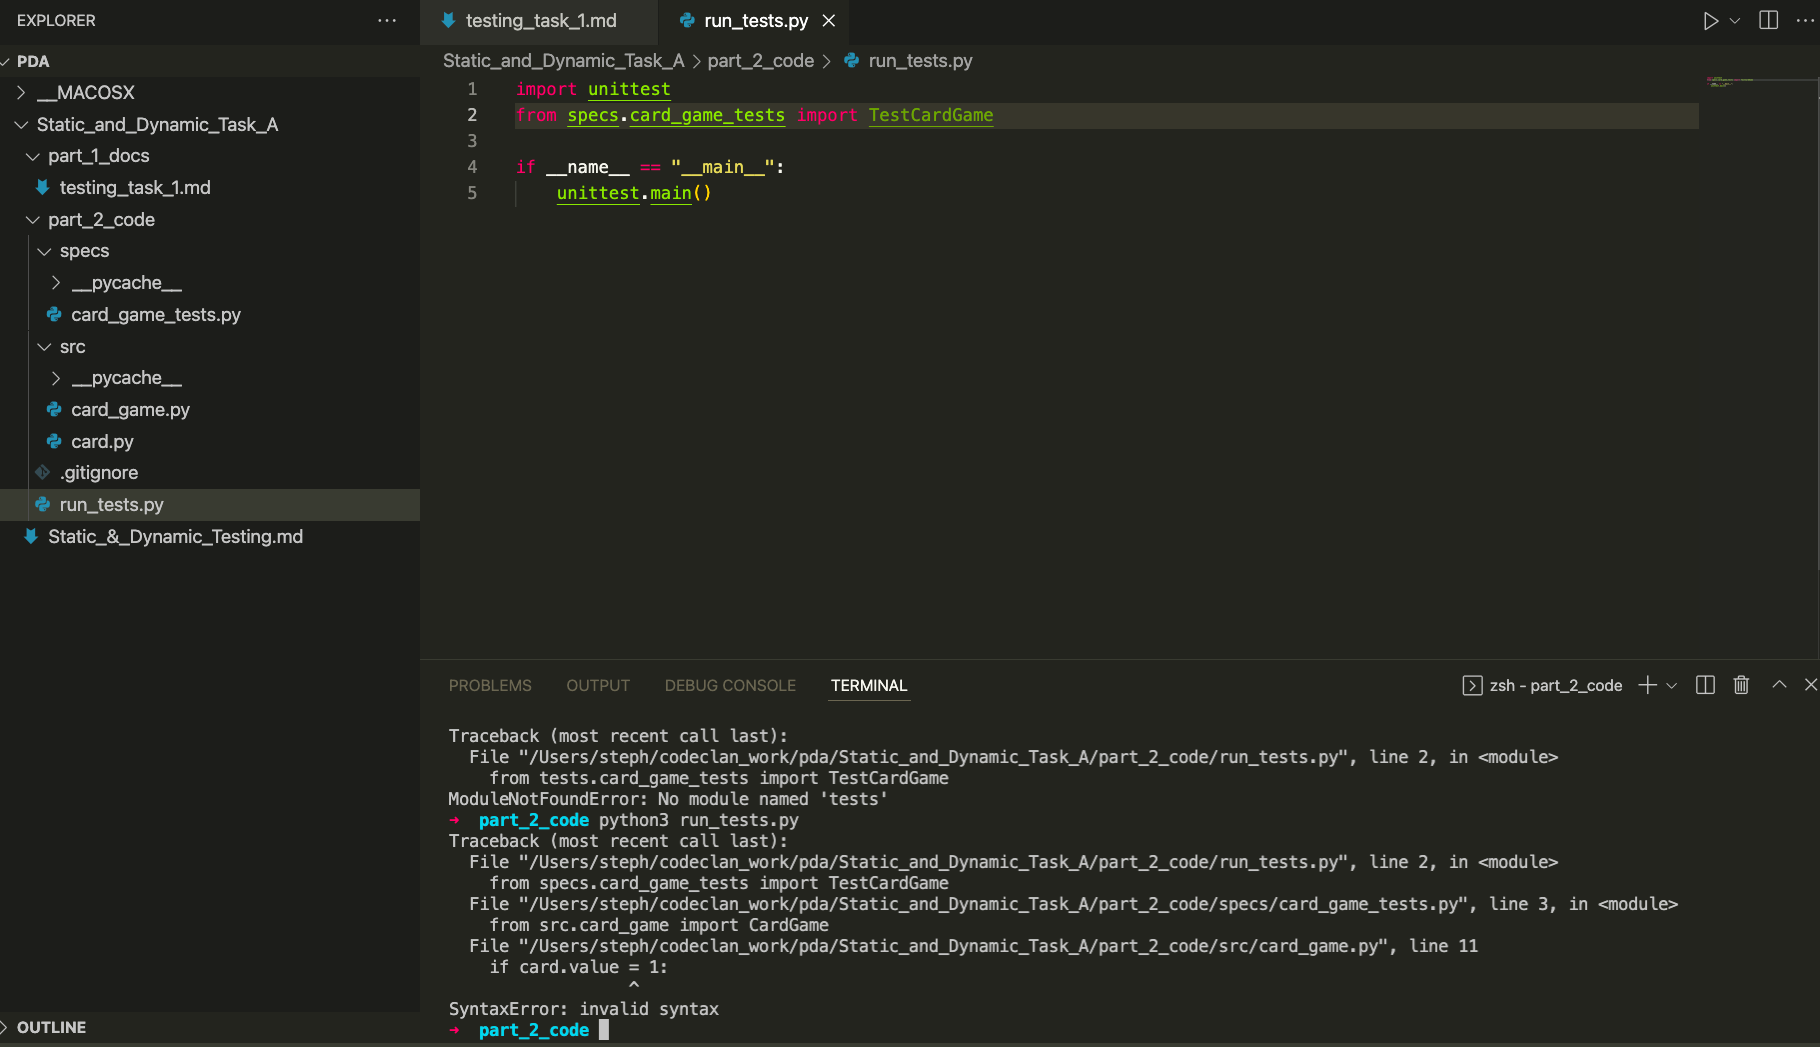 EXPLORER
PDA
__MACOSX
Static_and_Dynamic_Task_A
part_1_docs
testing_task_1.md
part_2_code
specs
__pycache__
card_game_tests.py
src
__pycache__
card_game.py
card.py
.gitignore
run_tests.py
Static_&_Dynamic_Testing.md
OUTLINE
testing_task_1.md run_tests.py
Static_and_Dynamic_Task_A > part_2_code > run_tests.py
1 import unittest
2 from specs.card_game_tests import TestCardGame
3
4 if __name__ == "__main__":
5 unittest.main()
PROBLEMS OUTPUT DEBUG CONSOLE TERMINAL zsh - part_2_code
Traceback (most recent call last):
File "/Users/steph/codeclan_work/pda/Static_and_Dynamic_Task_A/part_2_code/run_tests.py", line 2, in <module>
from tests.card_game_tests import TestCardGame
ModuleNotFoundError: No module named 'tests'
→ part_2_code python3 run_tests.py
Traceback (most recent call last):
File "/Users/steph/codeclan_work/pda/Static_and_Dynamic_Task_A/part_2_code/run_tests.py", line 2, in <module>
from specs.card_game_tests import TestCardGame
File "/Users/steph/codeclan_work/pda/Static_and_Dynamic_Task_A/part_2_code/specs/card_game_tests.py", line 3, in <module>
from src.card_game import CardGame
File "/Users/steph/codeclan_work/pda/Static_and_Dynamic_Task_A/part_2_code/src/card_game.py", line 11
if card.value = 1:
^
SyntaxError: invalid syntax
→ part_2_code